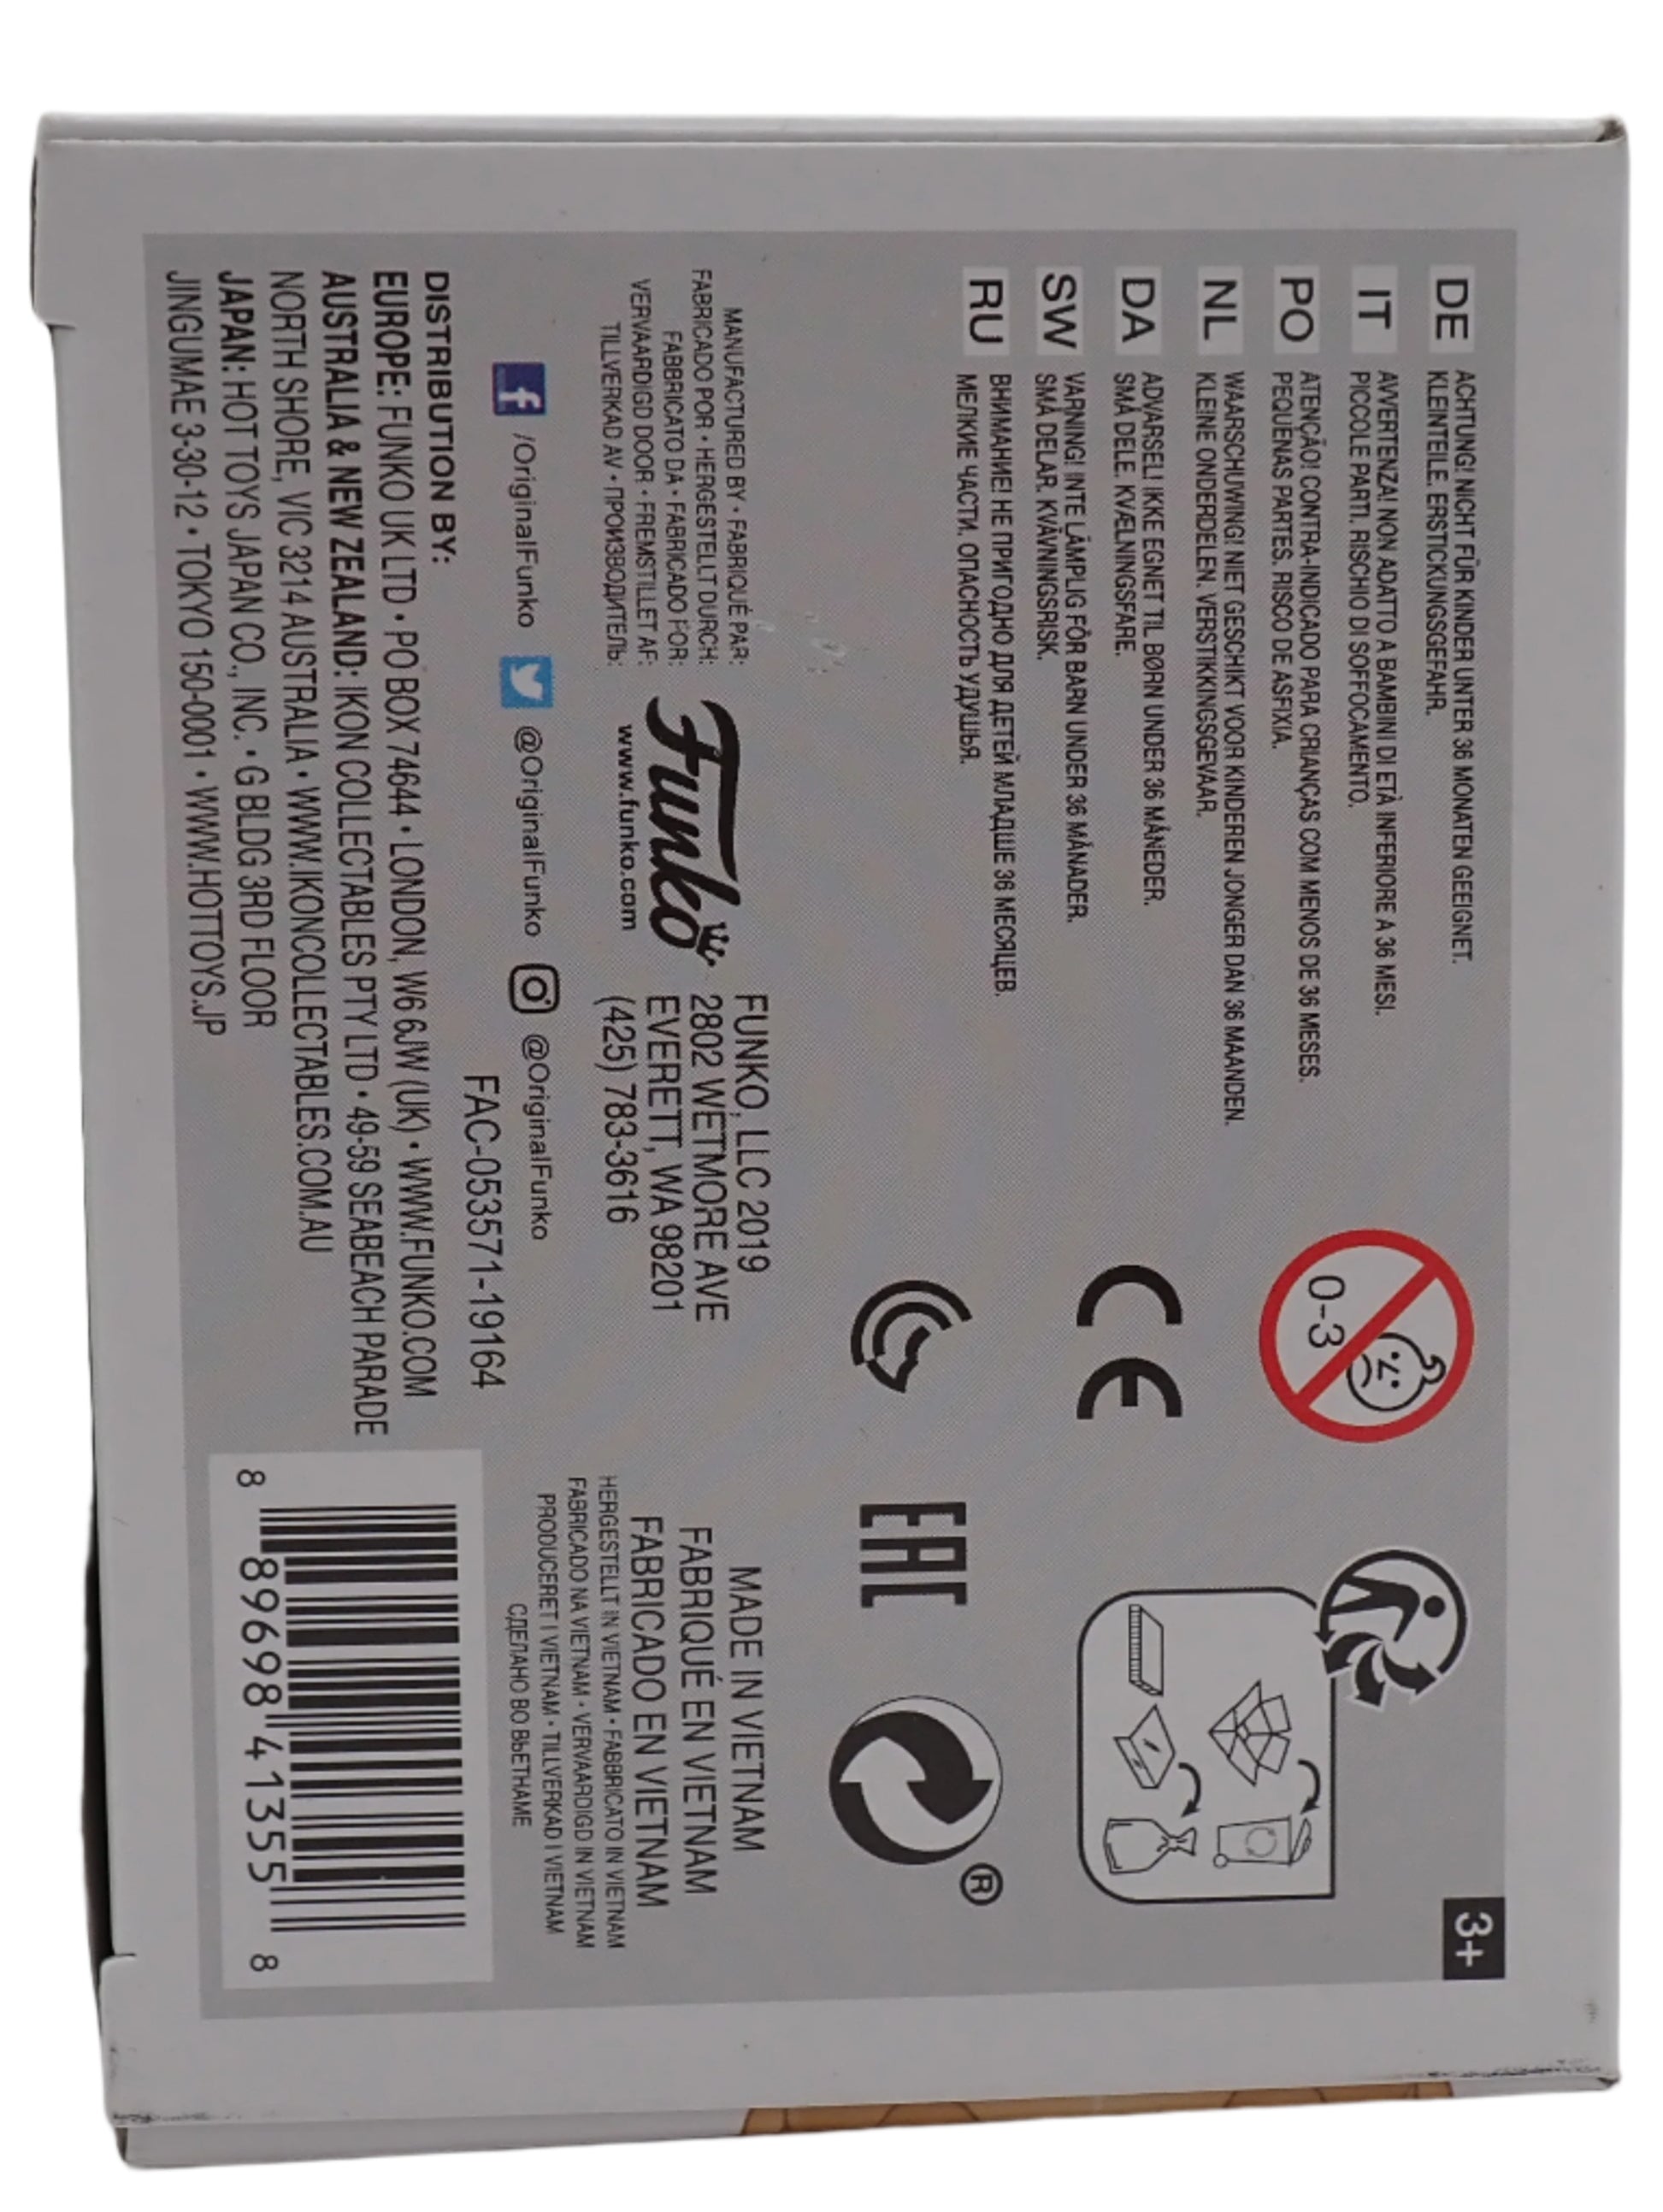 3+
DE ACHTUNG! NICHT FÜR KINDER UNTER 36 MONATEN GEEIGNET.
KLEINTEILE. ERSTICKUNGSGEFAHR.
IT AVVERTENZA! NON ADATTO A BAMBINI DI ETÀ INFERIORE A 36 MESI.
PICCOLE PARTI. RISCHIO DI SOFFOCAMENTO.
PO ATENÇÃO! CONTRA-INDICADO PARA CRIANÇAS COM MENOS DE 36 MESES.
PEQUENAS PARTES. RISCO DE ASFIXIA.
NL WAARSCHUWING! NIET GESCHIKT VOOR KINDEREN JONGER DAN 36 MAANDEN.
KLEINE ONDERDELEN. VERSTIKKINGSGEVAAR.
DA ADVARSEL! IKKE EGNET TIL BØRN UNDER 36 MÅNEDER.
SMÅ DELE. KVÆLNINGSFARE.
SW VARNING! INTE LÄMPLIG FÖR BARN UNDER 36 MÅNADER.
SMÅ DELAR. KVÄVNINGSRISK.
RU ВНИМАНИЕ! НЕ ПРИГОДНО ДЛЯ ДЕТЕЙ МЛАДШЕ 36 МЕСЯЦЕВ.
МЕЛКИЕ ЧАСТИ. ОПАСНОСТЬ УДУШЬЯ.
0-3
CE
EAC
®
MANUFACTURED BY • FABRIQUÉ PAR:
FABRICADO POR • HERGESTELLT DURCH:
FABBRICATO DA • FABRICADO FOR:
VERVAARDIGD DOOR • FREMSTILLET AF:
TILLVERKAD AV • ПРОИЗВОДИТЕЛЬ:
Funko
www.funko.com
FUNKO, LLC 2019
2802 WETMORE AVE
EVERETT, WA 98201
(425) 783-3616
MADE IN VIETNAM
FABRIQUÉ EN VIETNAM
FABRICADO EN VIETNAM
HERGESTELLT IN VIETNAM • FABBRICATO IN VIETNAM
FABRICADO NA VIETNAM • VERVAARDIGD IN VIETNAM
PRODUCERET I VIETNAM • TILLVERKAD I VIETNAM
СДЕЛАНО ВО ВЬЕТНАМЕ
f /OriginalFunko @OriginalFunko @OriginalFunko
FAC-053571-19164
DISTRIBUTION BY:
EUROPE: FUNKO UK LTD • PO BOX 74644 • LONDON, W6 6JW (UK) • WWW.FUNKO.COM
AUSTRALIA & NEW ZEALAND: IKON COLLECTABLES PTY LTD • 49-59 SEABEACH PARADE
NORTH SHORE, VIC 3214 AUSTRALIA • WWW.IKONCOLLECTABLES.COM.AU
JAPAN: HOT TOYS JAPAN CO., INC. • G BLDG 3RD FLOOR
JINGUMAE 3-30-12 • TOKYO 150-0001 • WWW.HOTTOYS.JP
8 89698 41355 8